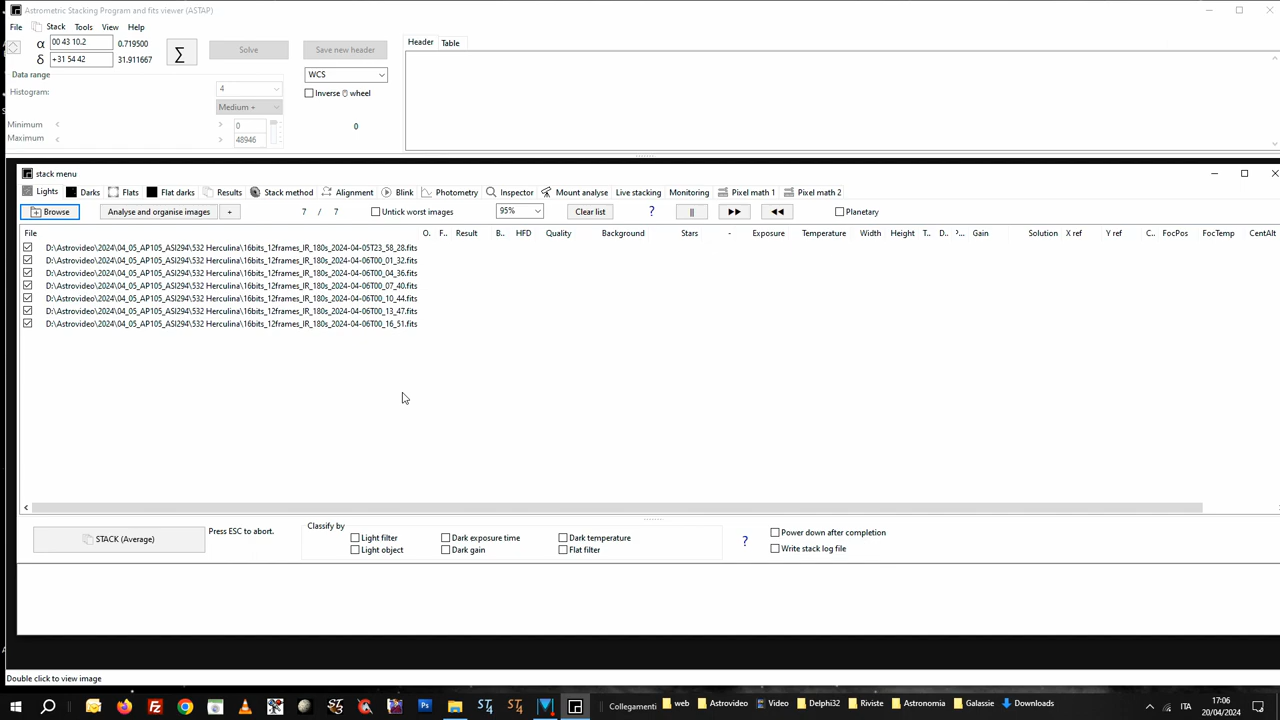 Astrometric Stacking Program and fits viewer (ASTAP)
File Stack Tools View Help
α 00 43 10.2 0.719500
δ +31 54 42 31.911667
∑
Solve
Save new header
WCS
Inverse wheel
0
Header Table
Data range
Histogram: 4
Medium +
Minimum < > 0
Maximum < > 48946
stack menu
Lights Darks Flats Flat darks Results Stack method Alignment Blink Photometry Inspector Mount analyse Live stacking Monitoring Pixel math 1 Pixel math 2
Browse Analyse and organise images + 7 / 7 Untick worst images 95% Clear list ? || ▶▶ ◀◀ Planetary
File O. F.. Result B.. HFD Quality Background Stars - Exposure Temperature Width Height T.. D.. P... Gain Solution X ref Y ref C.. FocPos FocTemp CentAlt
D:\Astrovideo\2024\04_05_AP105_ASI294\532 Herculina\16bits_12frames_IR_180s_2024-04-05T23_58_28.fits
D:\Astrovideo\2024\04_05_AP105_ASI294\532 Herculina\16bits_12frames_IR_180s_2024-04-06T00_01_32.fits
D:\Astrovideo\2024\04_05_AP105_ASI294\532 Herculina\16bits_12frames_IR_180s_2024-04-06T00_04_36.fits
D:\Astrovideo\2024\04_05_AP105_ASI294\532 Herculina\16bits_12frames_IR_180s_2024-04-06T00_07_40.fits
D:\Astrovideo\2024\04_05_AP105_ASI294\532 Herculina\16bits_12frames_IR_180s_2024-04-06T00_10_44.fits
D:\Astrovideo\2024\04_05_AP105_ASI294\532 Herculina\16bits_12frames_IR_180s_2024-04-06T00_13_47.fits
D:\Astrovideo\2024\04_05_AP105_ASI294\532 Herculina\16bits_12frames_IR_180s_2024-04-06T00_16_51.fits
STACK (Average)
Press ESC to abort.
Classify by
Light filter Dark exposure time Dark temperature
Light object Dark gain Flat filter
?
Power down after completion
Write stack log file
Double click to view image
Collegamenti web Astrovideo Video Delphi32 Riviste Astronomia Galassie Downloads
ITA
17:06
20/04/2024